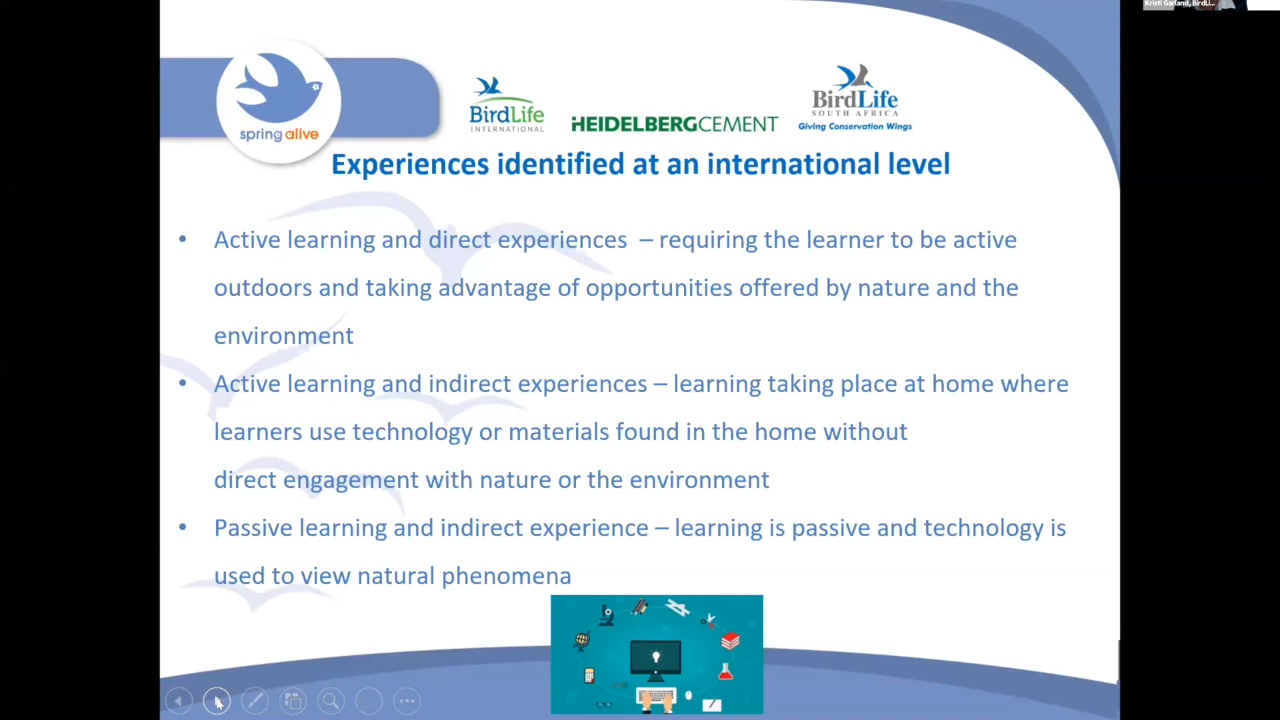 Kristi Garland, BirdLi...
spring alive
BirdLife
INTERNATIONAL
HEIDELBERGCEMENT
BirdLife
SOUTH AFRICA
Giving Conservation Wings
Experiences identified at an international level
• Active learning and direct experiences – requiring the learner to be active
outdoors and taking advantage of opportunities offered by nature and the
environment
• Active learning and indirect experiences – learning taking place at home where
learners use technology or materials found in the home without
direct engagement with nature or the environment
• Passive learning and indirect experience – learning is passive and technology is
used to view natural phenomena